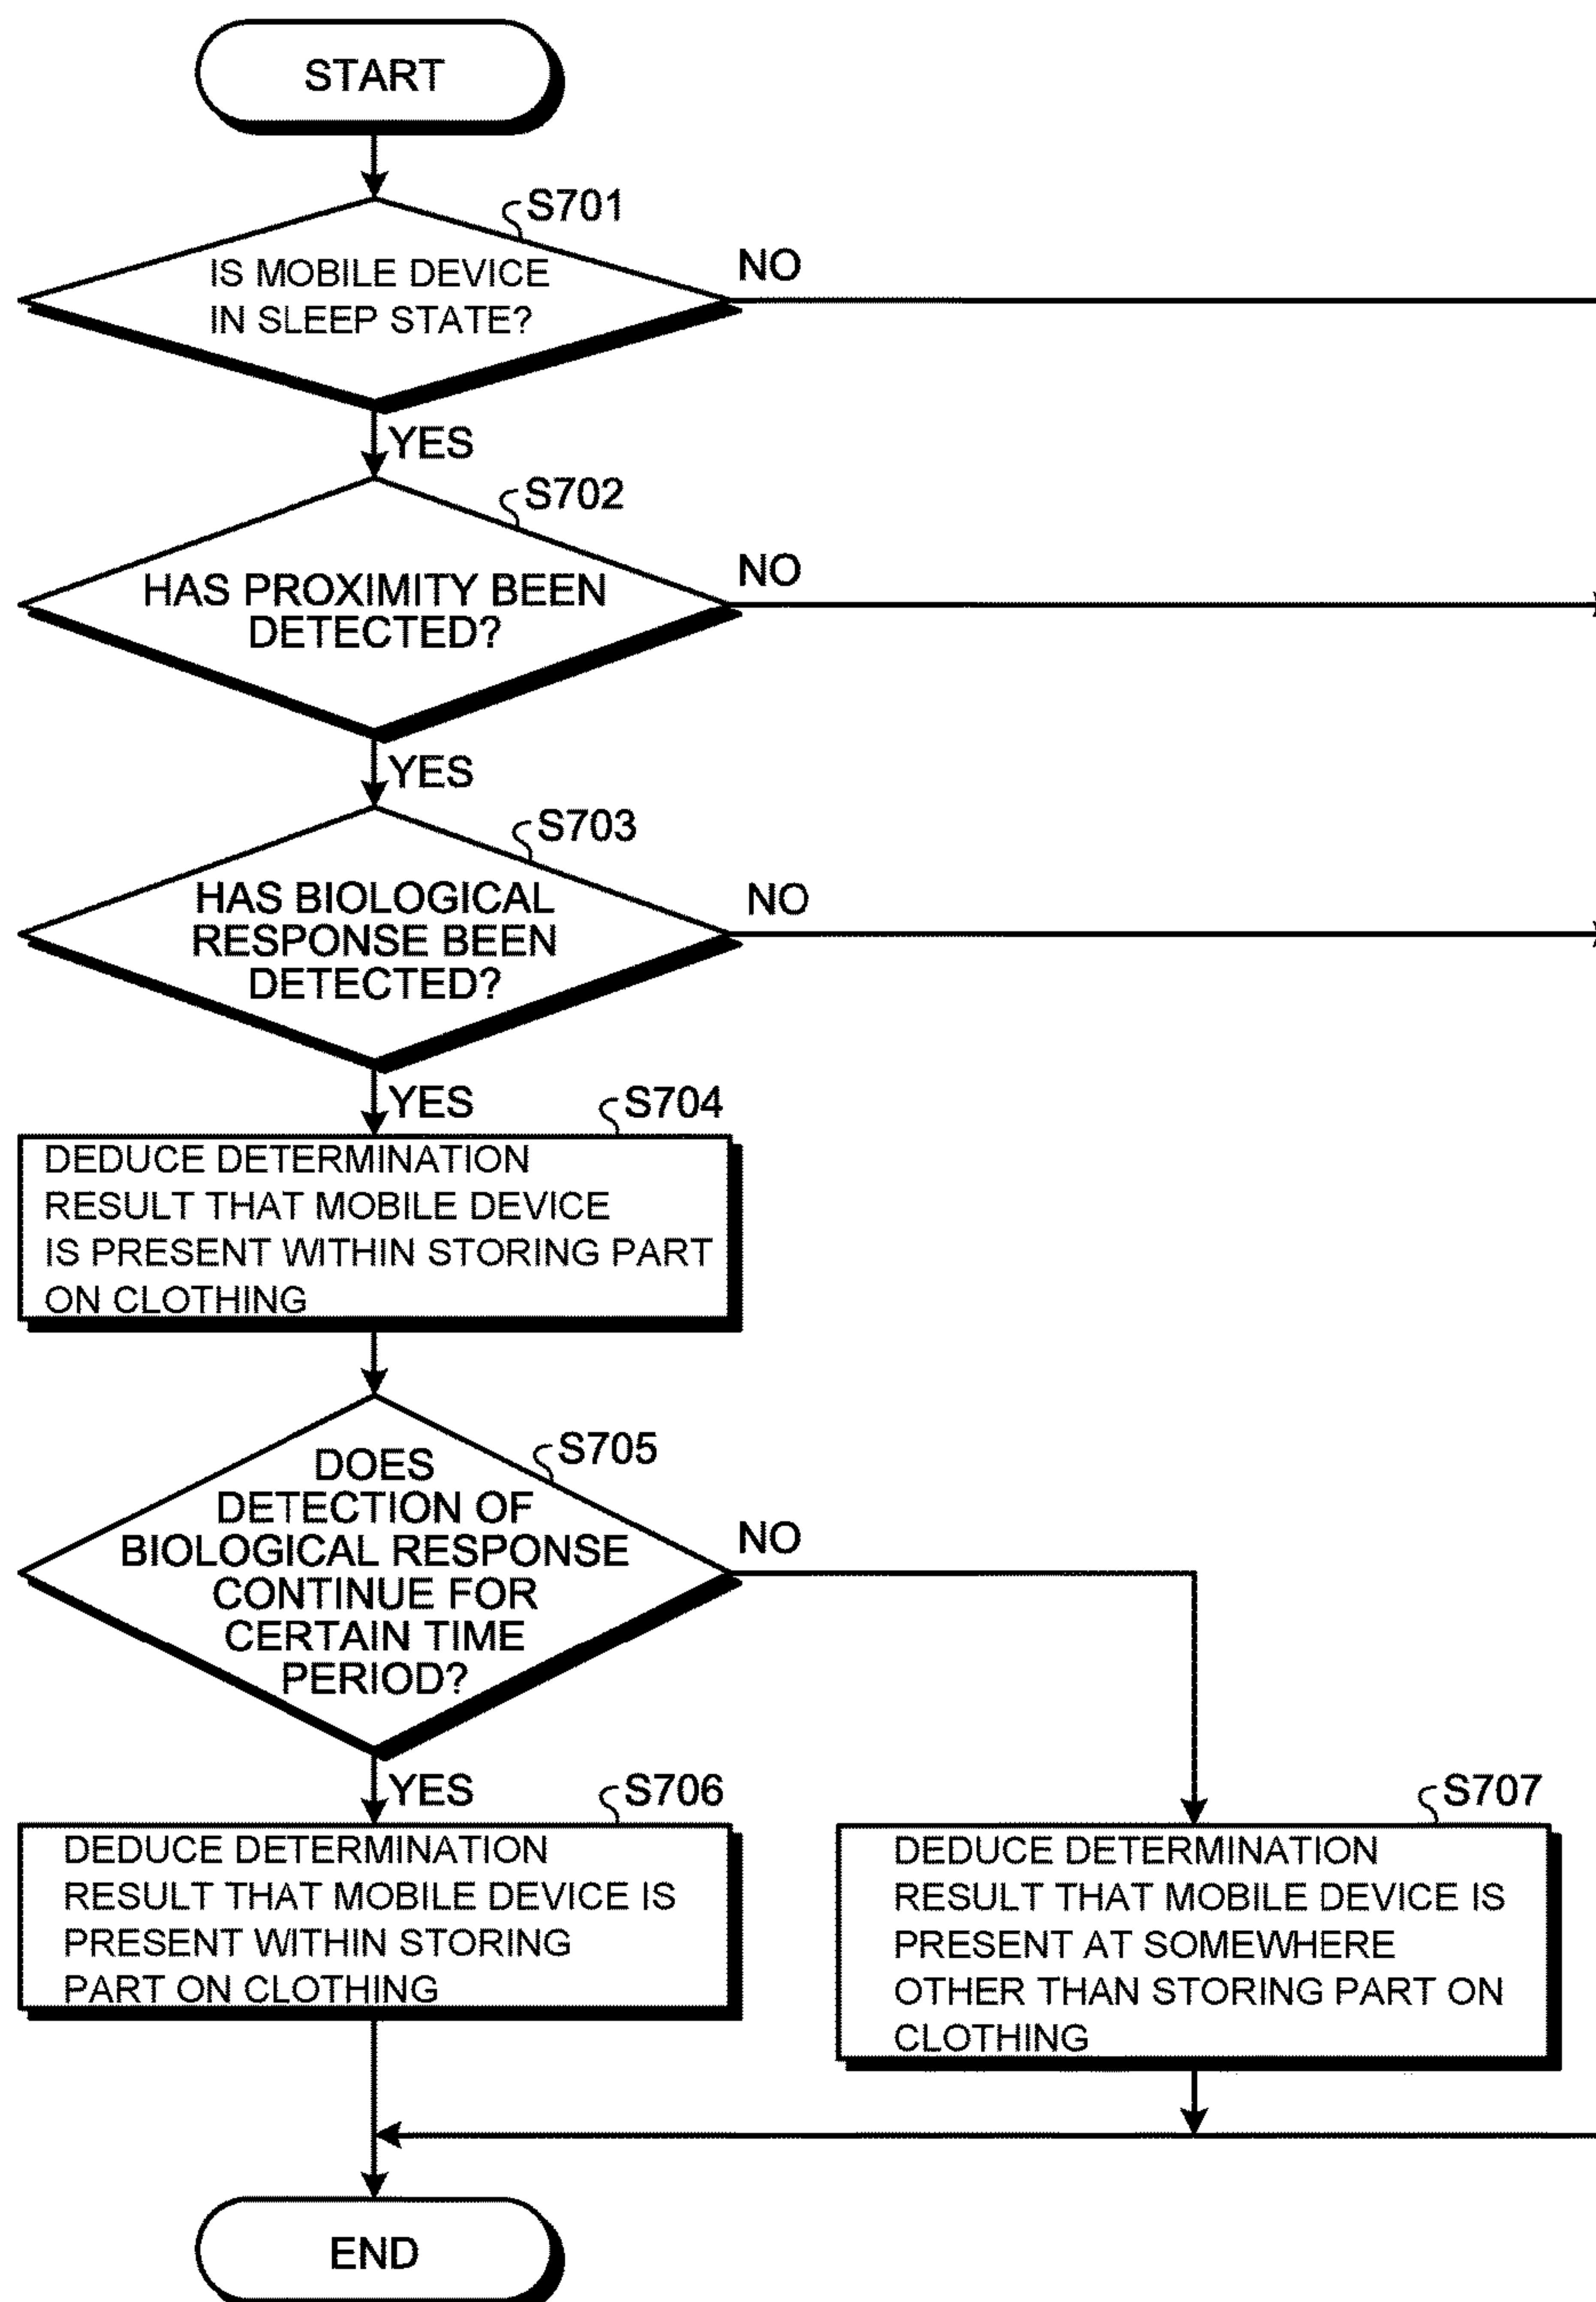 START
S701
IS MOBILE DEVICE
IN SLEEP STATE?
NO
YES
S702
HAS PROXIMITY BEEN
DETECTED?
NO
YES
S703
HAS BIOLOGICAL
RESPONSE BEEN
DETECTED?
NO
YES
S704
DEDUCE DETERMINATION
RESULT THAT MOBILE DEVICE
IS PRESENT WITHIN STORING PART
ON CLOTHING
S705
DOES
DETECTION OF
BIOLOGICAL RESPONSE
CONTINUE FOR
CERTAIN TIME
PERIOD?
NO
YES
S706
DEDUCE DETERMINATION
RESULT THAT MOBILE DEVICE IS
PRESENT WITHIN STORING
PART ON CLOTHING
S707
DEDUCE DETERMINATION
RESULT THAT MOBILE DEVICE IS
PRESENT AT SOMEWHERE
OTHER THAN STORING PART ON
CLOTHING
END